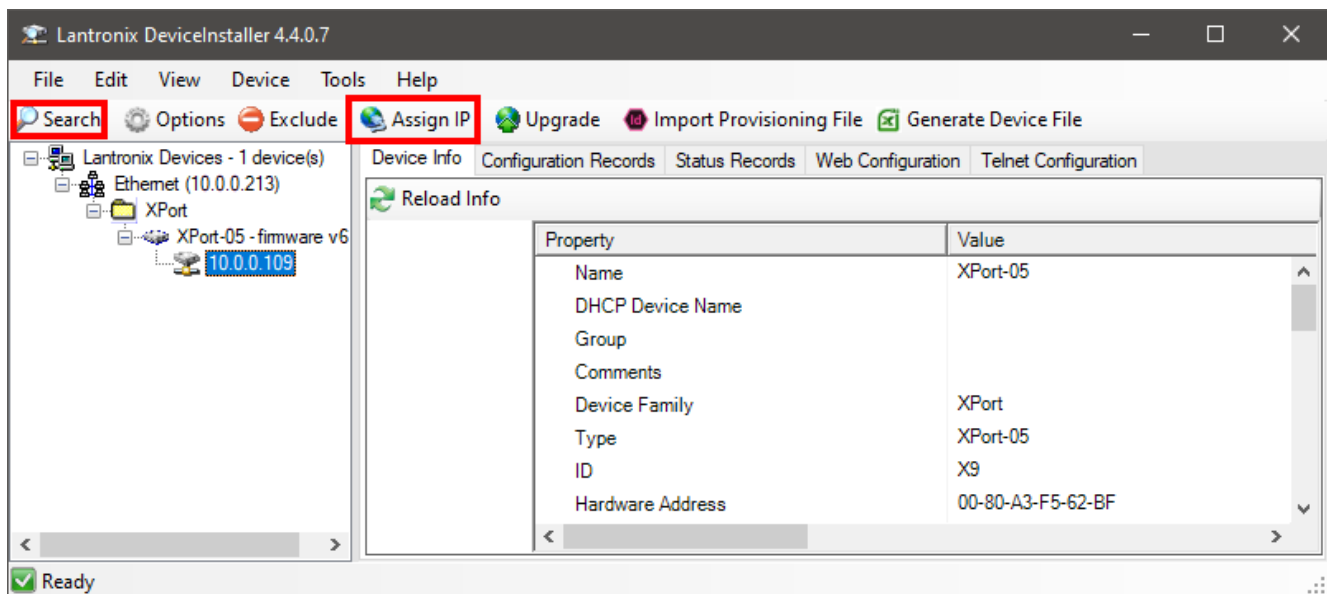 Lantronix DeviceInstaller 4.4.0.7
File Edit View Device Tools Help
Search Options Exclude Assign IP Upgrade Import Provisioning File Generate Device File
Lantronix Devices - 1 device(s)
Ethernet (10.0.0.213)
XPort
XPort-05 - firmware v6
10.0.0.109
Device Info Configuration Records Status Records Web Configuration Telnet Configuration
Reload Info
Property Value
Name XPort-05
DHCP Device Name
Group
Comments
Device Family XPort
Type XPort-05
ID X9
Hardware Address 00-80-A3-F5-62-BF
Ready